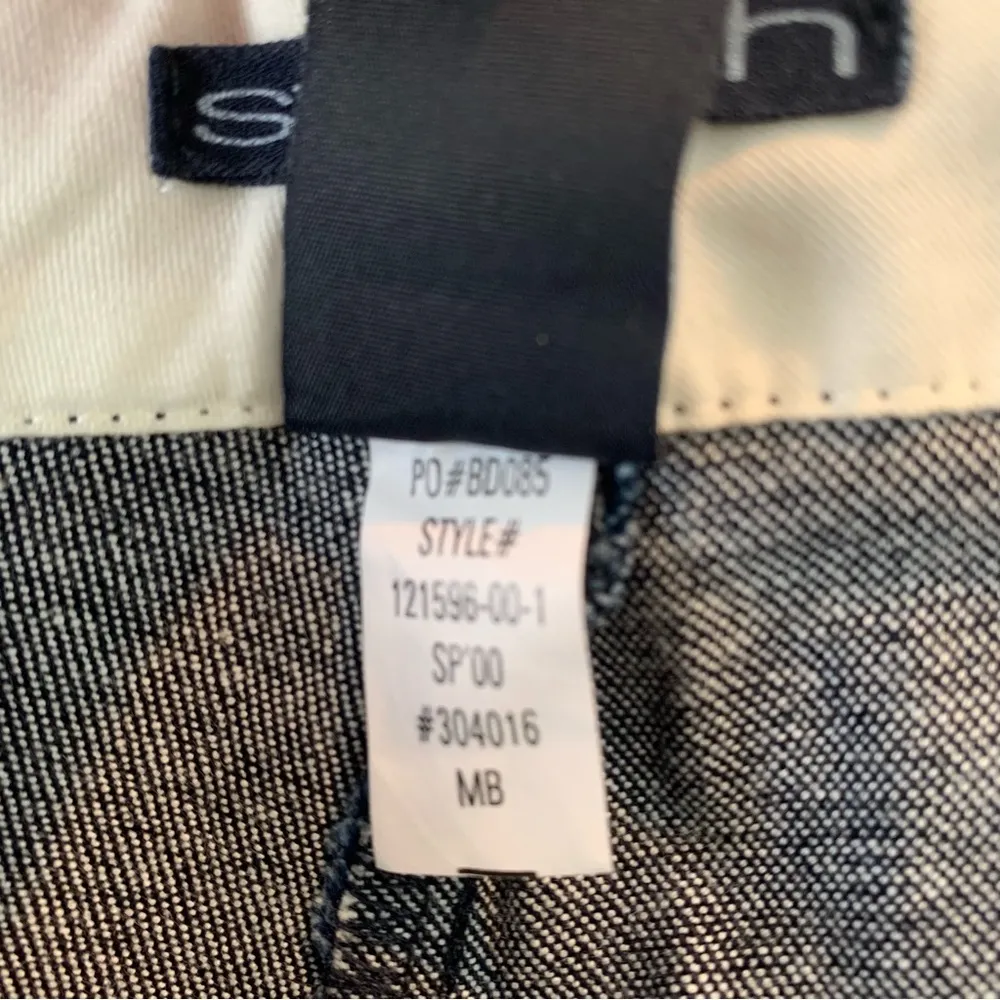 PO#BD085
STYLE#
121596-00-1
SP'00
#304016
MB